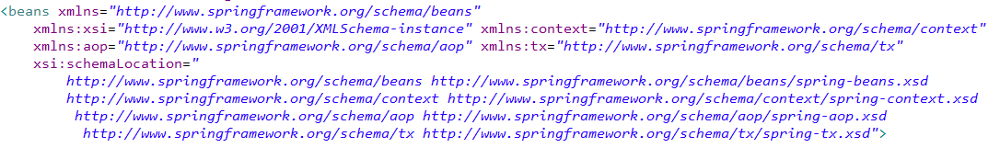 <beans xmlns="http://www.springframework.org/schema/beans"
xmlns:xsi="http://www.w3.org/2001/XMLSchema-instance" xmlns:context="http://www.springframework.org/schema/context"
xmlns:aop="http://www.springframework.org/schema/aop" xmlns:tx="http://www.springframework.org/schema/tx"
xsi:schemaLocation="
http://www.springframework.org/schema/beans http://www.springframework.org/schema/beans/spring-beans.xsd
http://www.springframework.org/schema/context http://www.springframework.org/schema/context/spring-context.xsd
http://www.springframework.org/schema/aop http://www.springframework.org/schema/aop/spring-aop.xsd
http://www.springframework.org/schema/tx http://www.springframework.org/schema/tx/spring-tx.xsd">